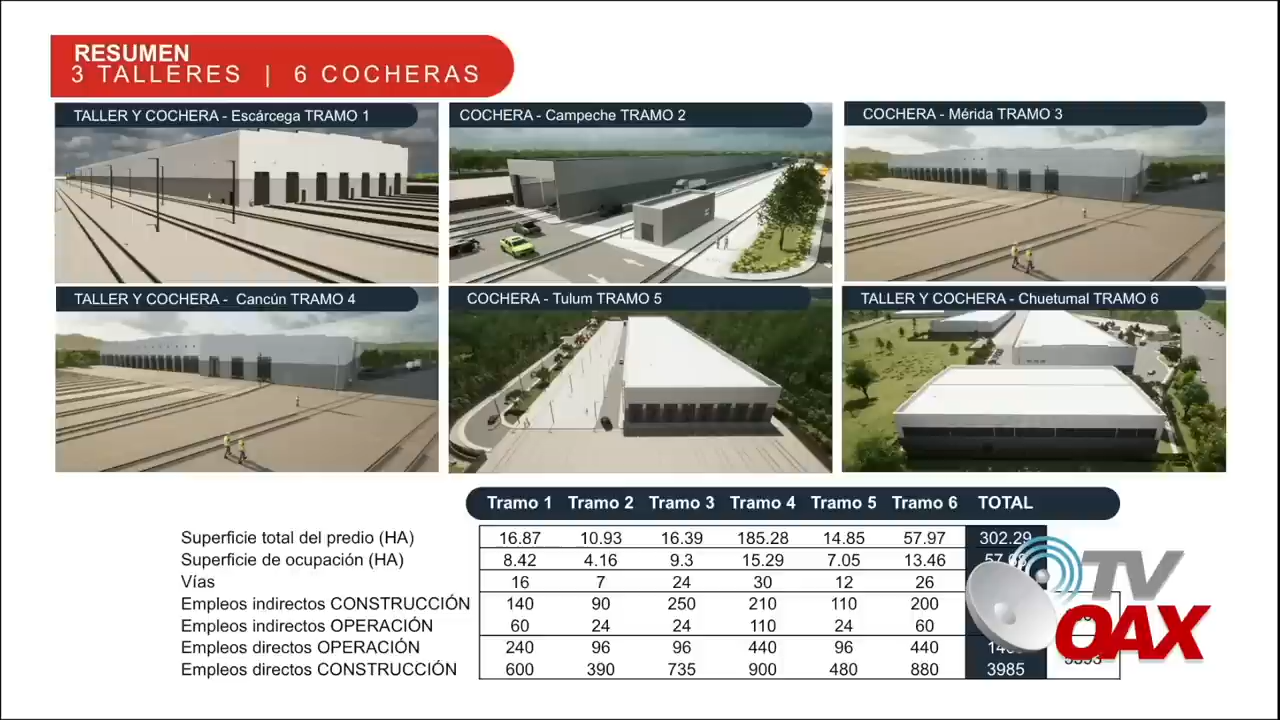 RESUMEN
3 TALLERES | 6 COCHERAS
TALLER Y COCHERA - Escárcega TRAMO 1
COCHERA - Campeche TRAMO 2
COCHERA - Mérida TRAMO 3
TALLER Y COCHERA - Cancún TRAMO 4
COCHERA - Tulum TRAMO 5
TALLER Y COCHERA - Chuetumal TRAMO 6
Tramo 1 Tramo 2 Tramo 3 Tramo 4 Tramo 5 Tramo 6 TOTAL
Superficie total del predio (HA) 16.87 10.93 16.39 185.28 14.85 57.97 302.29
Superficie de ocupación (HA) 8.42 4.16 9.3 15.29 7.05 13.46
Vías 16 7 24 30 12 26
Empleos indirectos CONSTRUCCIÓN 140 90 250 210 110 200
Empleos indirectos OPERACIÓN 60 24 24 110 24 60
Empleos directos OPERACIÓN 240 96 96 440 96 440
Empleos directos CONSTRUCCIÓN 600 390 735 900 480 880 3985
TV
OAX